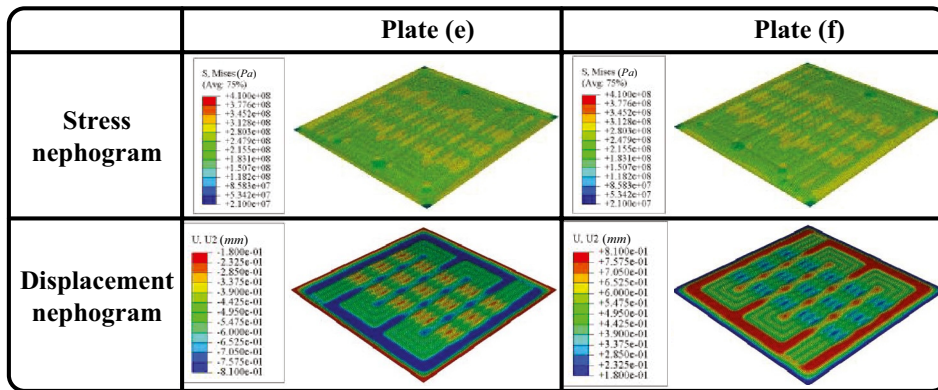 Plate (e)
Plate (f)
Stress
nephogram
S, Mises (Pa)
(Avg: 75%)
+4.100e+08
+3.776e+08
+3.452e+08
+3.128e+08
+2.803e+08
+2.479e+08
+2.155e+08
+1.831e+08
+1.507e+08
+1.182e+08
+8.583e+07
+5.342e+07
+2.100e+07
S, Mises (Pa)
(Avg: 75%)
+4.100e+08
+3.776e+08
+3.452e+08
+3.128e+08
+2.803e+08
+2.479e+08
+2.155e+08
+1.831e+08
+1.507e+08
+1.182e+08
+8.583e+07
+5.342e+07
+2.100e+07
Displacement
nephogram
U, U2 (mm)
-1.800e-01
-2.325e-01
-2.850e-01
-3.375e-01
-3.900e-01
-4.425e-01
-4.950e-01
-5.475e-01
-6.000e-01
-6.525e-01
-7.050e-01
-7.575e-01
-8.100e-01
U, U2 (mm)
+8.100e-01
+7.575e-01
+7.050e-01
+6.525e-01
+6.000e-01
+5.475e-01
+4.950e-01
+4.425e-01
+3.900e-01
+3.375e-01
+2.850e-01
+2.325e-01
+1.800e-01